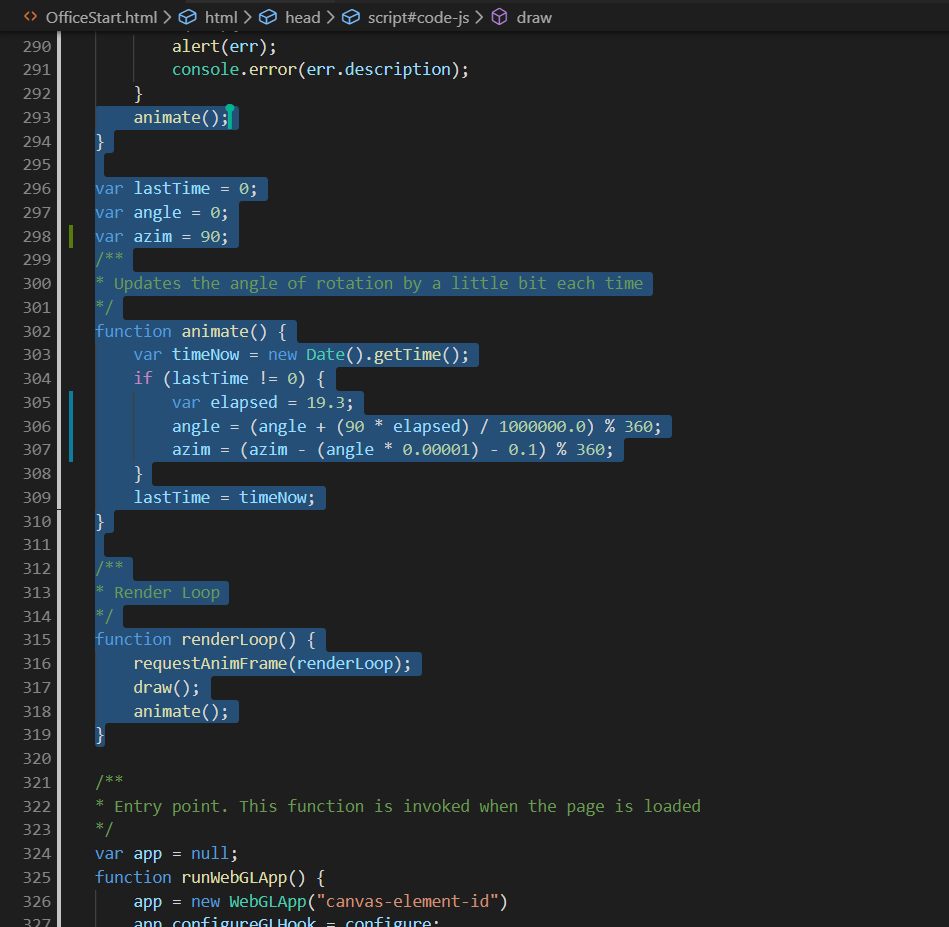 <> OfficeStart.html > html > head > script#code-js > draw
290 alert(err);
291 console.error(err.description);
292 }
293 animate();
294 }
295
296 var lastTime = 0;
297 var angle = 0;
298 var azim = 90;
299 /**
300 * Updates the angle of rotation by a little bit each time
301 */
302 function animate() {
303 var timeNow = new Date().getTime();
304 if (lastTime != 0) {
305 var elapsed = 19.3;
306 angle = (angle + (90 * elapsed) / 1000000.0) % 360;
307 azim = (azim - (angle * 0.00001) - 0.1) % 360;
308 }
309 lastTime = timeNow;
310 }
311
312 /**
313 * Render Loop
314 */
315 function renderLoop() {
316 requestAnimFrame(renderLoop);
317 draw();
318 animate();
319 }
320
321 /**
322 * Entry point. This function is invoked when the page is loaded
323 */
324 var app = null;
325 function runWebGLApp() {
326 app = new WebGLApp("canvas-element-id")
327 app.configureGLHook = configure;